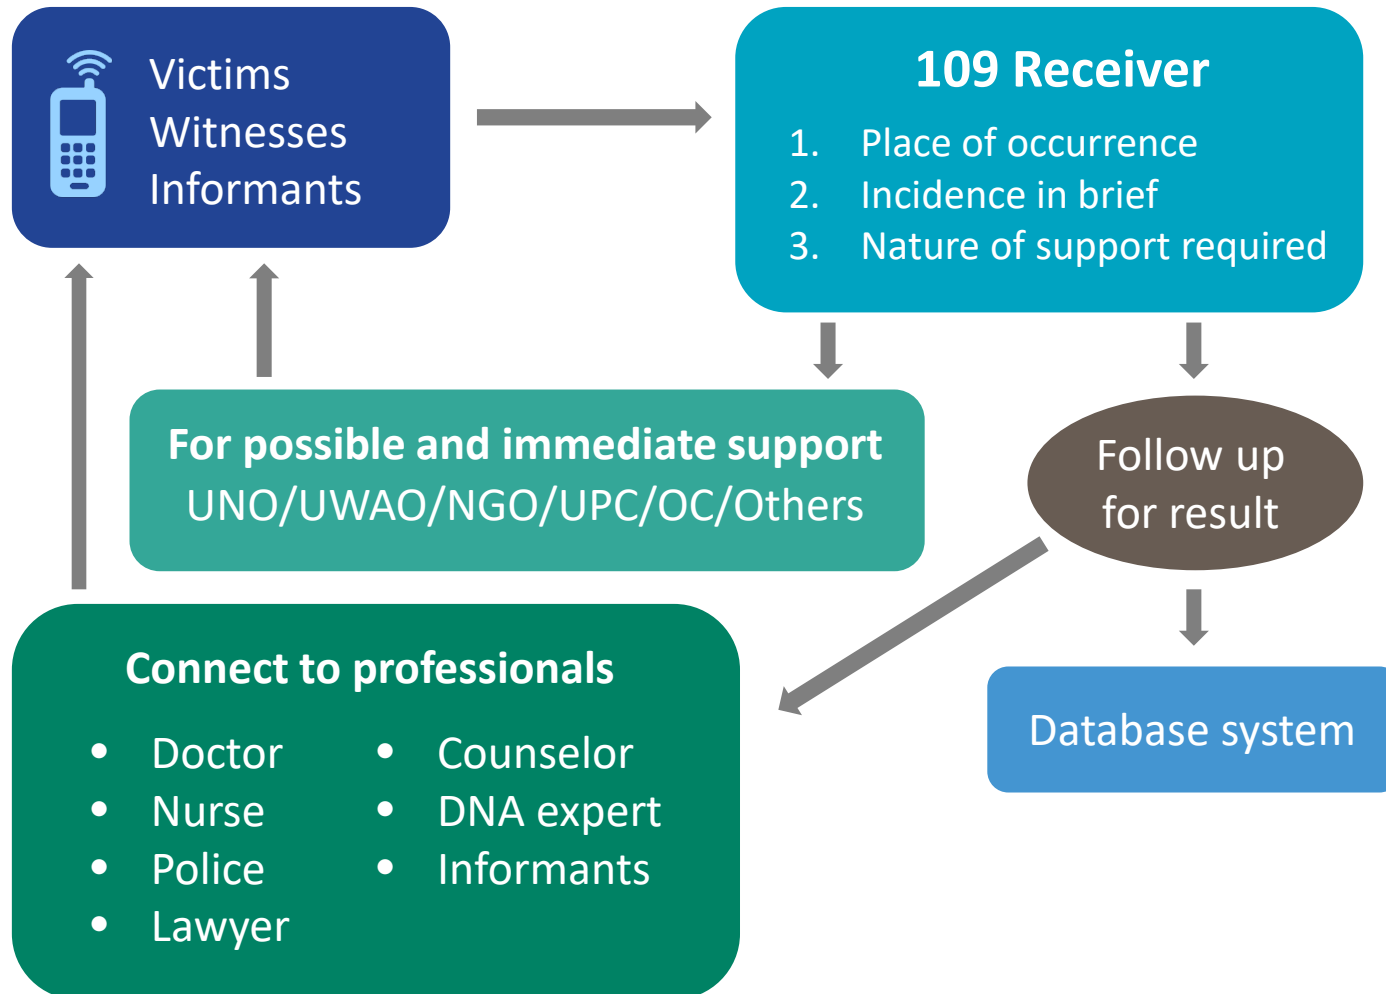 Victims
Witnesses
Informants
109 Receiver
1. Place of occurrence
2. Incidence in brief
3. Nature of support required
For possible and immediate support
UNO/UWAO/NGO/UPC/OC/Others
Follow up
for result
Connect to professionals
• Doctor
• Nurse
• Police
• Lawyer
• Counselor
• DNA expert
• Informants
Database system